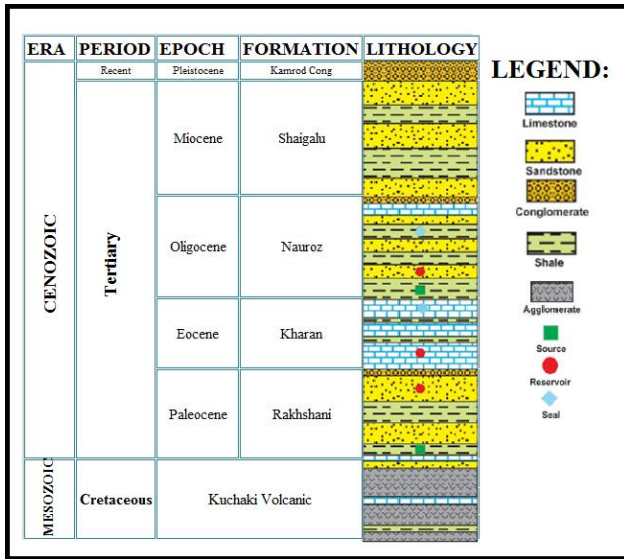 ERA PERIOD EPOCH FORMATION LITHOLOGY
Recent Pleistocene Kamrod Cong
CENOZOIC
Tertiary
Miocene Shaigalu
Oligocene Nauroz
Eocene Kharan
Paleocene Rakhshani
MESOZOIC
Cretaceous Kuchaki Volcanic
LEGEND:
Limestone
Sandstone
Conglomerate
Shale
Agglomerate
Source
Reservoir
Seal